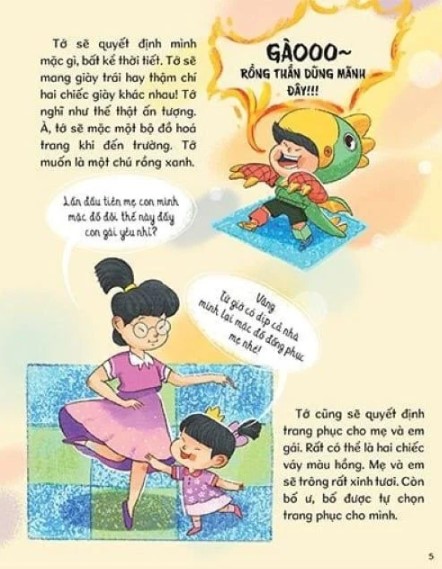 Tớ sẽ quyết định mình
mặc gì, bất kể thời tiết. Tớ sẽ
mang giày trái hay thậm chí
hai chiếc giày khác nhau! Tớ
nghĩ như thế thật ấn tượng.
À, tớ sẽ mặc một bộ đồ hoá
trang khi đến trường. Tớ
muốn là một chú rồng xanh.
GÀOOO~
RỒNG THẦN DŨNG MÃNH
ĐÂY!!!
Lần đầu tiên mẹ con mình
mặc đồ đôi thế này đấy
con gái yêu nhỉ?
Vâng
Từ giờ có dịp cả nhà
mình lại mặc đồ đồng phục
mẹ nhé!
Tớ cũng sẽ quyết định
trang phục cho mẹ và em
gái. Rất có thể là hai chiếc
váy màu hồng. Mẹ và em
sẽ trông rất xinh tươi. Còn
bố ư, bố được tự chọn
trang phục cho mình.
5